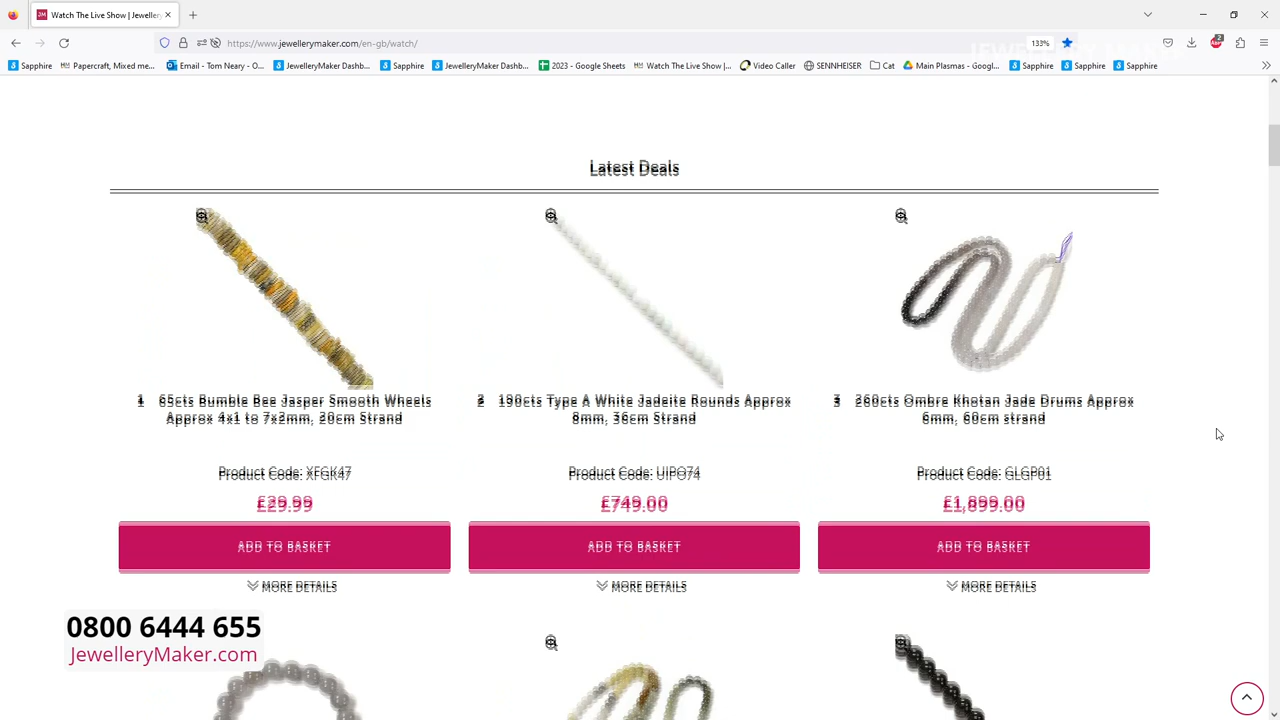 Watch The Live Show | Jeweller
https://www.jewellerymaker.com/en-gb/watch/
133%
2
Sapphire
Papercraft, Mixed me...
Email - Tom Neary - O...
JewelleryMaker Dashb...
Sapphire
JewelleryMaker Dashb...
2023 - Google Sheets
Watch The Live Show |...
Video Caller
SENNHEISER
Cat
Main Plasmas - Googl...
Sapphire
Sapphire
Sapphire
Latest Deals
1 65cts Bumble Bee Jasper Smooth Wheels
Approx 4x1 to 7x2mm, 20cm Strand
Product Code: XFGK47
£29.99
ADD TO BASKET
MORE DETAILS
2 190cts Type A White Jadeite Rounds Approx
8mm, 36cm Strand
Product Code: UIPO74
£749.00
ADD TO BASKET
MORE DETAILS
3 260cts Ombre Khotan Jade Drums Approx
6mm, 60cm strand
Product Code: GLGP01
£1,899.00
ADD TO BASKET
MORE DETAILS
0800 6444 655
JewelleryMaker.com